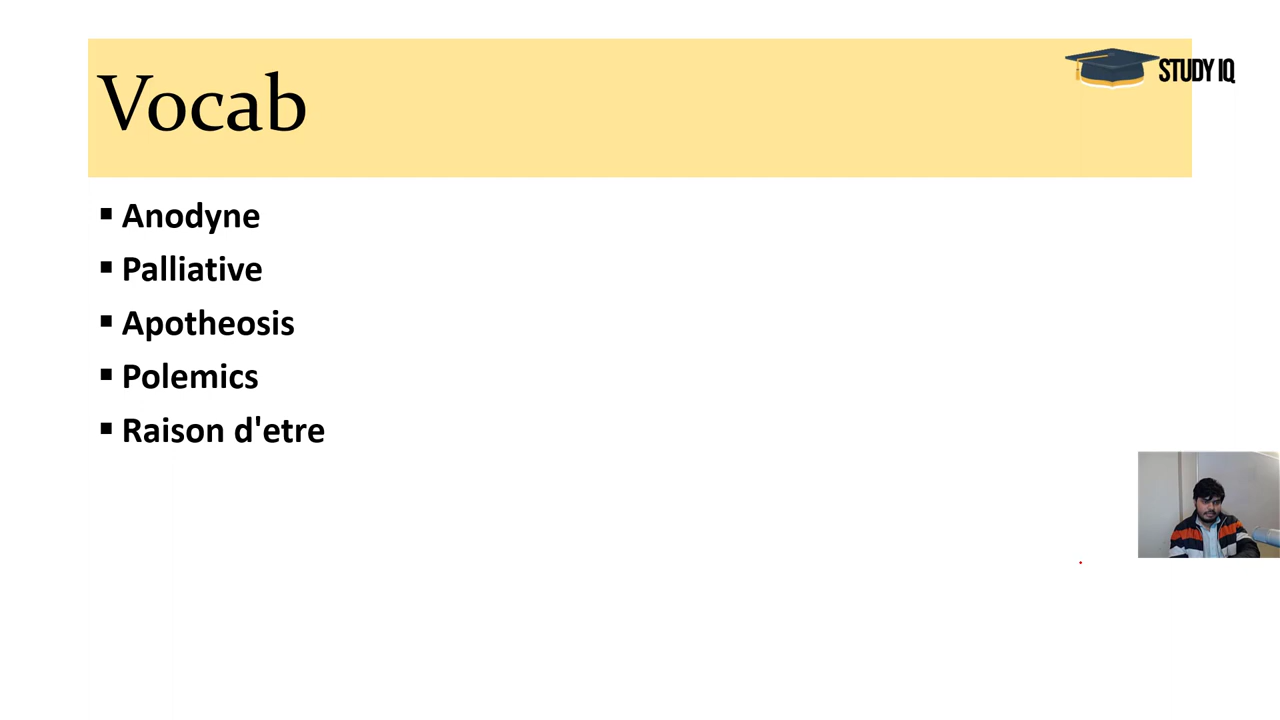 Vocab
STUDY IQ
Anodyne
Palliative
Apotheosis
Polemics
Raison d'etre